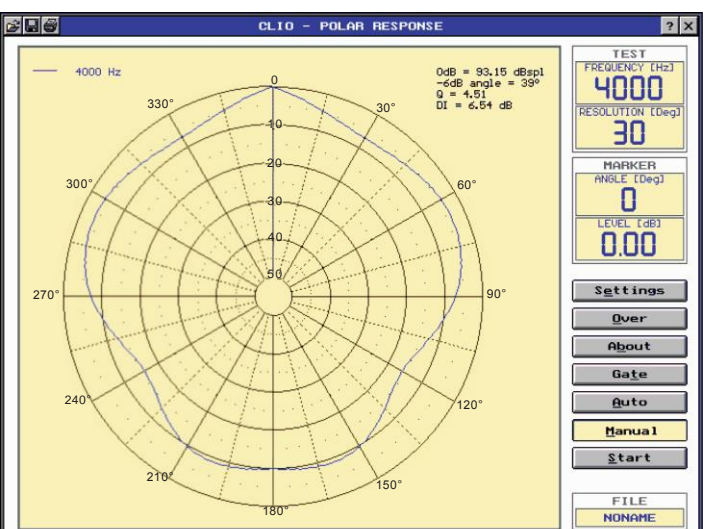 CLIO - POLAR RESPONSE
? X
4000 Hz
0dB = 93.15 dBspl
-6dB angle = 39°
Q = 4.51
DI = 6.54 dB
0
330°
30°
10
20
300°
60°
30
40
50
270°
90°
240°
120°
210°
150°
180°
TEST
FREQUENCY [Hz]
4000
RESOLUTION [Deg]
30
MARKER
ANGLE [Deg]
0
LEVEL [dB]
0.00
Settings
Over
About
Gate
Auto
Manual
Start
FILE
NONAME